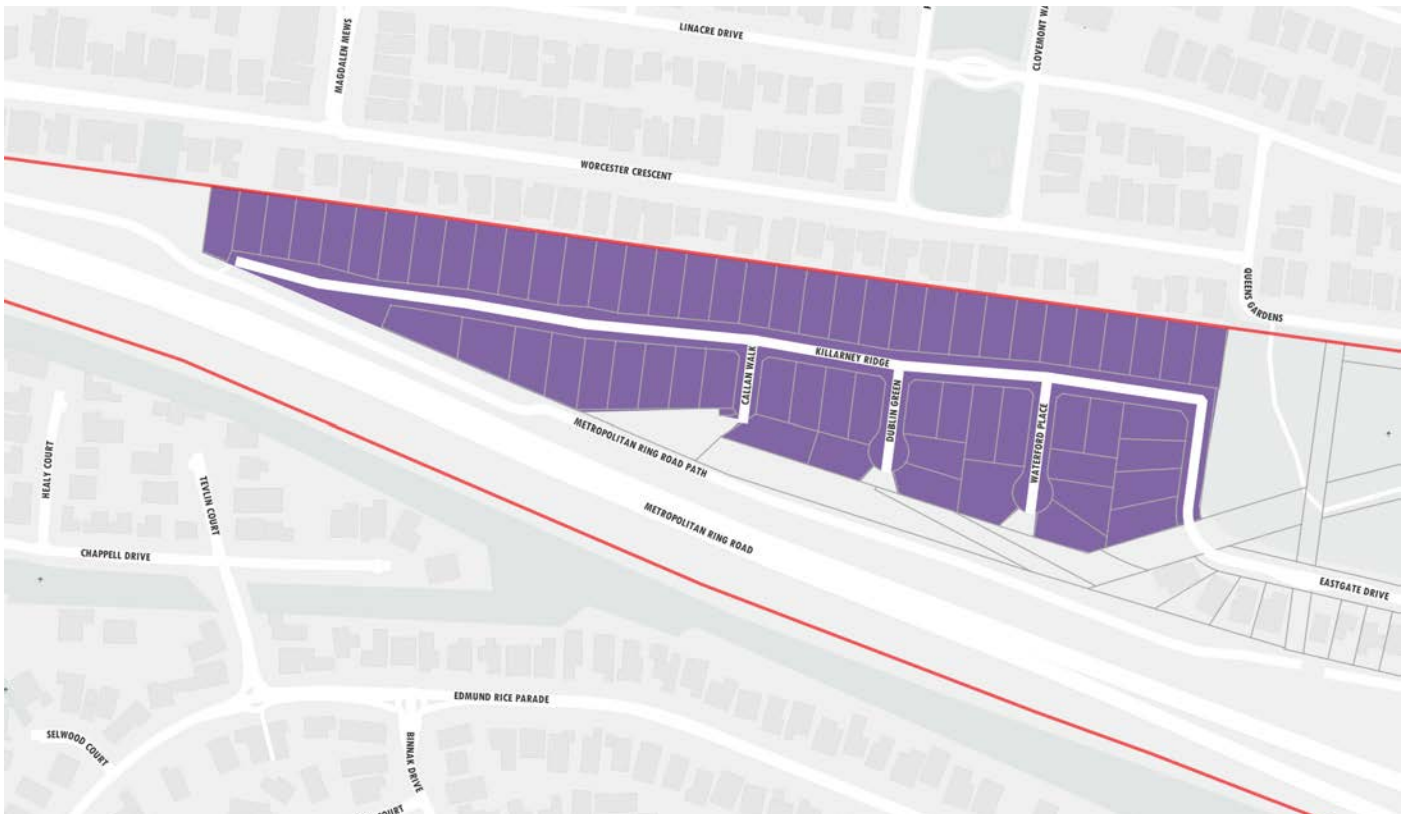 LINACRE DRIVE
CLOVEMONT WA
MAGDALEN MEWS
WORCESTER CRESCENT
QUEENS
GARDENS
KILLARNEY RIDGE
CALLAN WALK
DUBLIN GREEN
WATERFORD PLACE
METROPOLITAN RING ROAD PATH
METROPOLITAN RING ROAD
HEALY COURT
TEVLIN COURT
CHAPPELL DRIVE
EASTGATE DRIVE
EDMUND RICE PARADE
SELWOOD COURT
BINNAK DRIVE
COURT